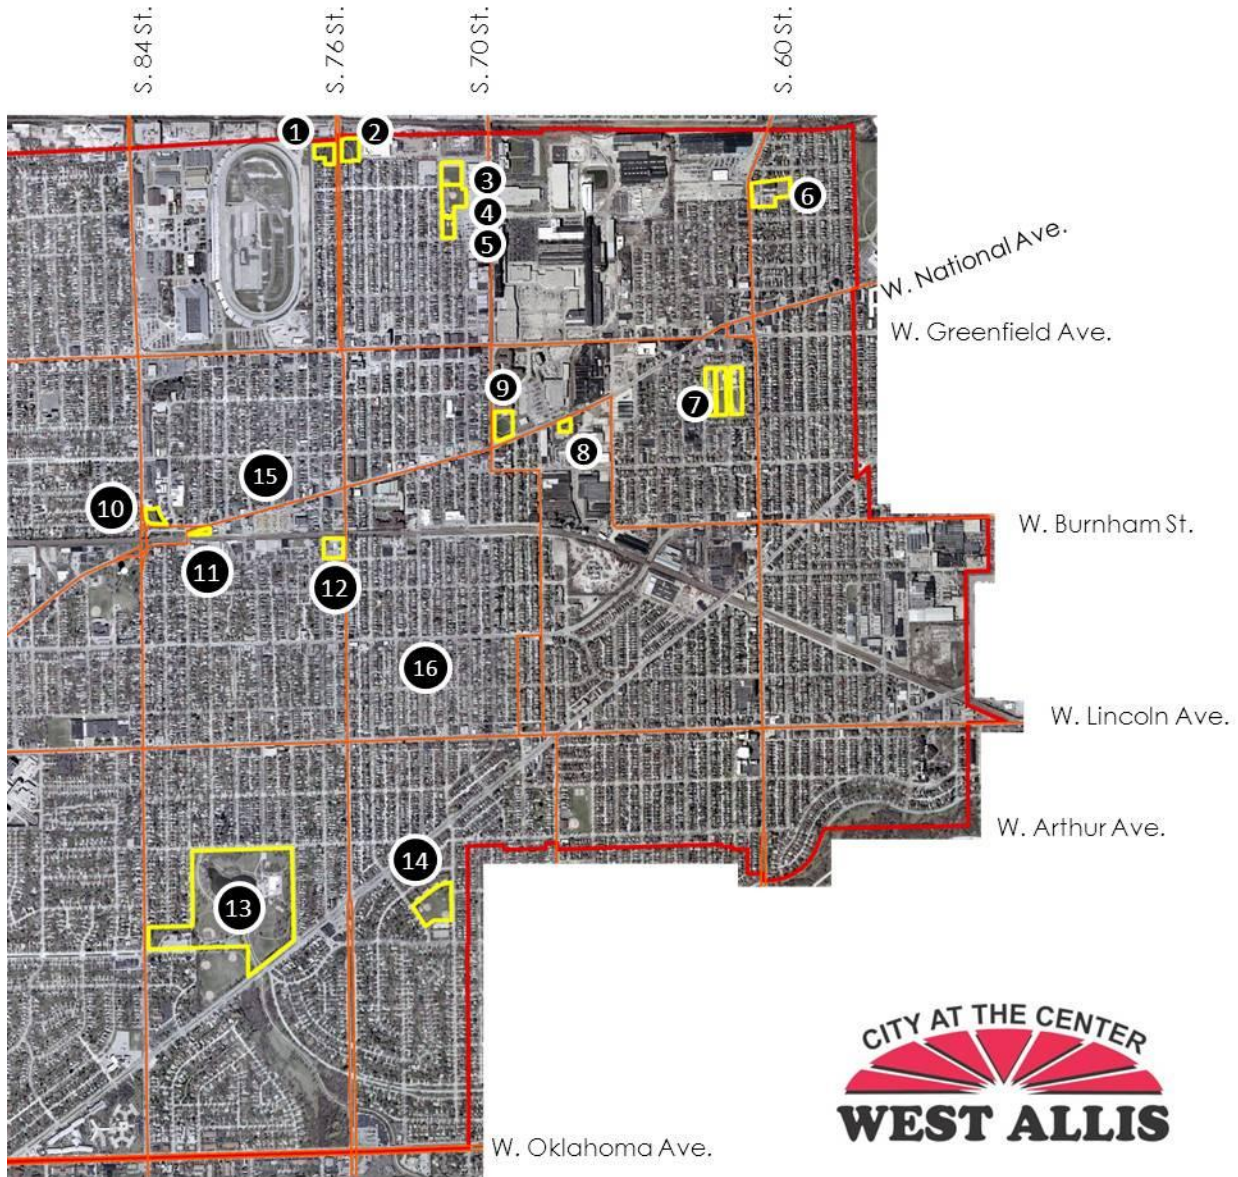 S. 84 St.
S. 76 St.
S. 70 St.
S. 60 St.
1
2
3
4
5
6
W. National Ave.
W. Greenfield Ave.
7
8
9
10
15
11
12
W. Burnham St.
16
W. Lincoln Ave.
W. Arthur Ave.
14
13
W. Oklahoma Ave.
CITY AT THE CENTER
WEST ALLIS